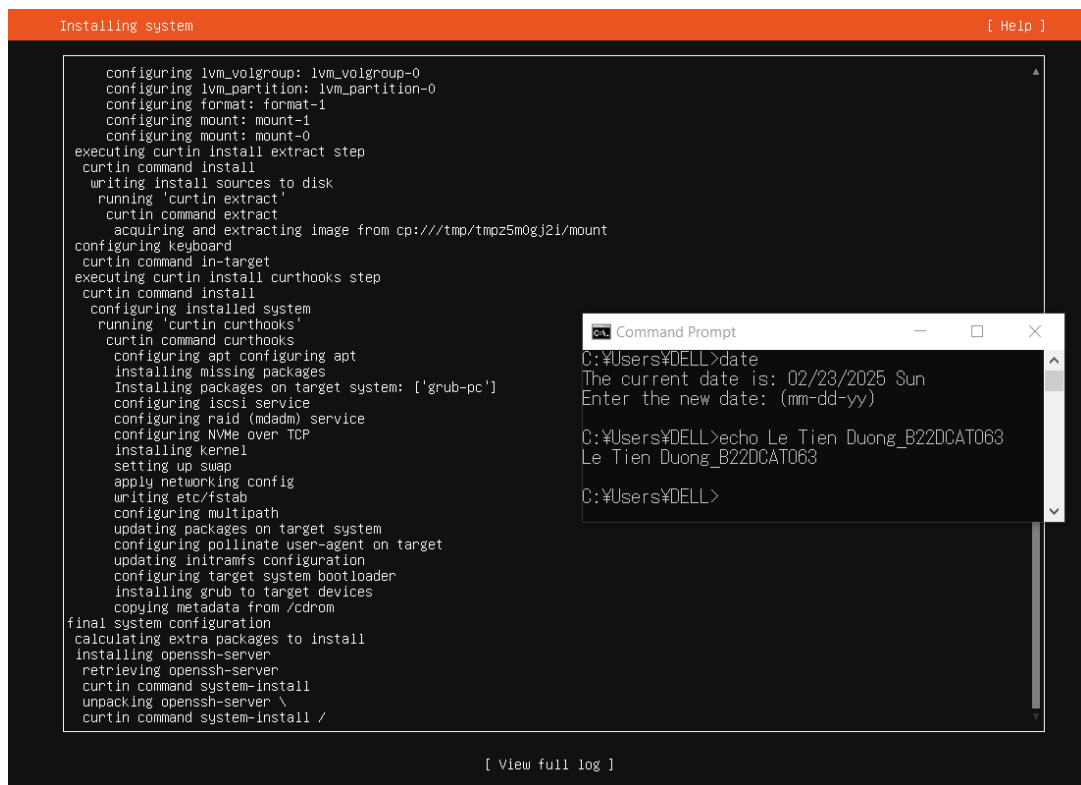 Installing system [ Help ]
configuring lvm_volgroup: lvm_volgroup-0
configuring lvm_partition: lvm_partition-0
configuring format: format-1
configuring mount: mount-1
configuring mount: mount-0
executing curtin install extract step
curtin command install
writing install sources to disk
running 'curtin extract'
curtin command extract
acquiring and extracting image from cp:///tmp/tmpz5m0gj2i/mount
configuring keyboard
curtin command in-target
executing curtin install curthooks step
curtin command install
configuring installed system
running 'curtin curthooks'
curtin command curthooks
configuring apt configuring apt
installing missing packages
Installing packages on target system: ['grub-pc']
configuring iscsi service
configuring raid (mdadm) service
configuring NVMe over TCP
installing kernel
setting up swap
apply networking config
writing etc/fstab
configuring multipath
updating packages on target system
configuring pollinate user-agent on target
updating initramfs configuration
configuring target system bootloader
installing grub to target devices
copying metadata from /cdrom
final system configuration
calculating extra packages to install
installing openssh-server
retrieving openssh-server
curtin command system-install
unpacking openssh-server \
curtin command system-install /
[ View full log ]
Command Prompt
C:¥Users¥DELL>date
The current date is: 02/23/2025 Sun
Enter the new date: (mm-dd-yy)
C:¥Users¥DELL>echo Le Tien Duong_B22DCAT063
Le Tien Duong_B22DCAT063
C:¥Users¥DELL>